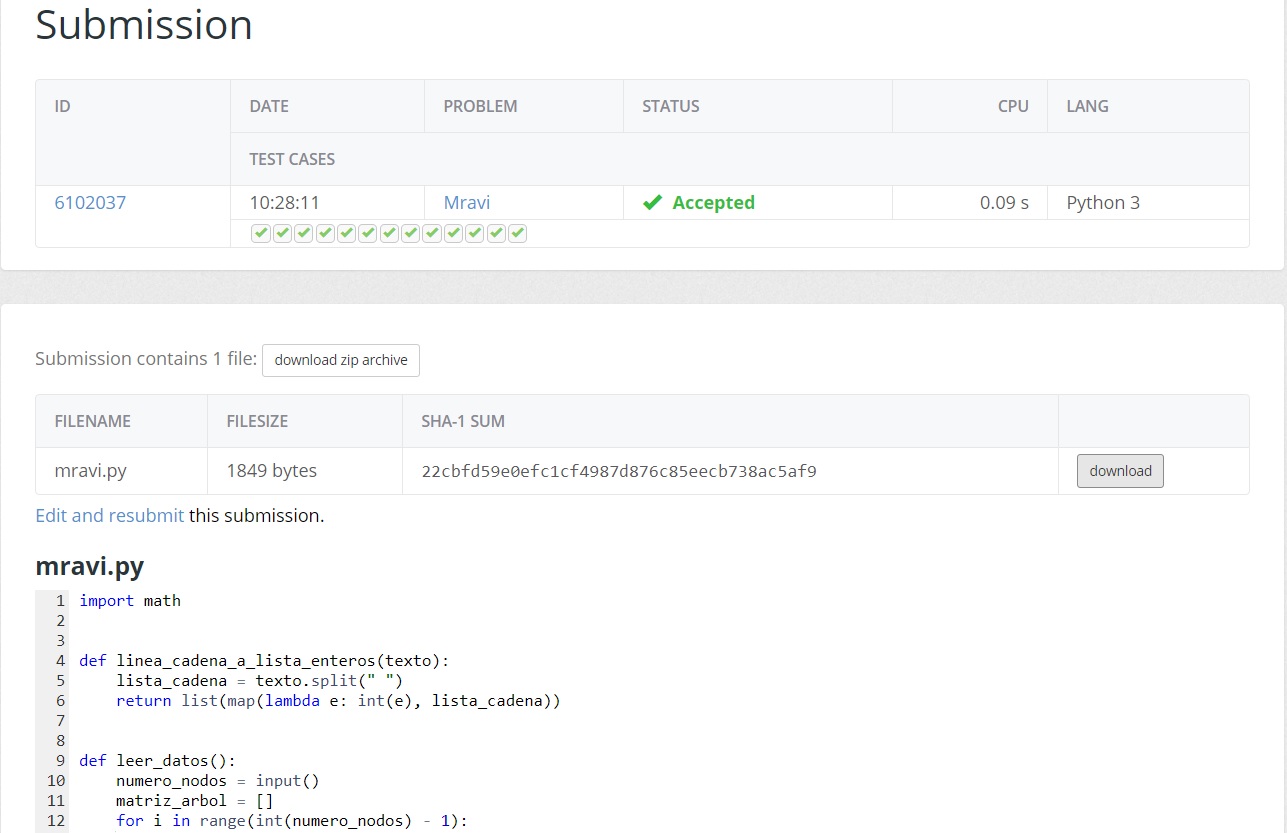 Submission
ID DATE PROBLEM STATUS CPU LANG
TEST CASES
6102037 10:28:11 Mravi Accepted 0.09 s Python 3
Submission contains 1 file: download zip archive
FILENAME FILESIZE SHA-1 SUM
mravi.py 1849 bytes 22cbfd59e0efc1cf4987d876c85eecb738ac5af9 download
Edit and resubmit this submission.
mravi.py
1 import math
2
3
4 def linea_cadena_a_lista_enteros(texto):
5     lista_cadena = texto.split(" ")
6     return list(map(lambda e: int(e), lista_cadena))
7
8
9 def leer_datos():
10     numero_nodos = input()
11     matriz_arbol = []
12     for i in range(int(numero_nodos) - 1):